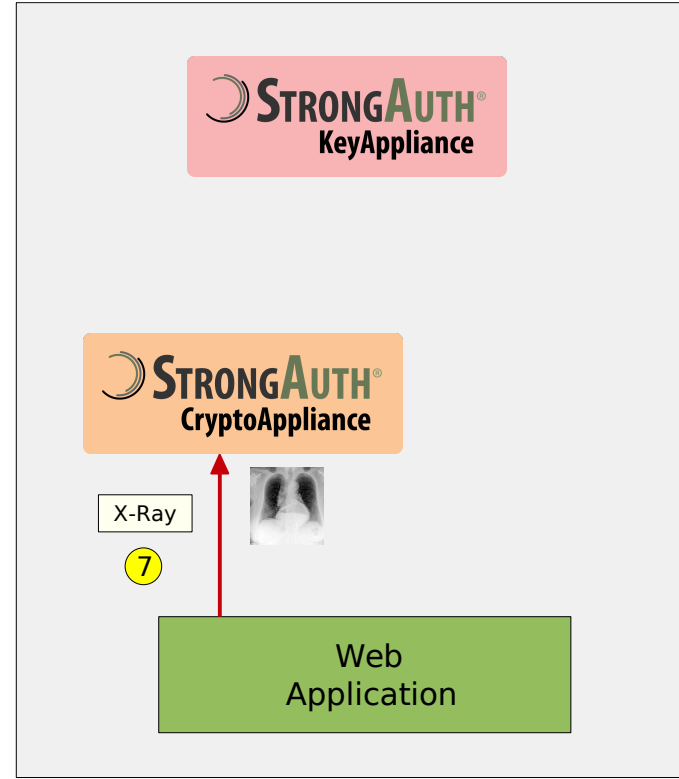 STRONGAUTH®
KeyAppliance
STRONGAUTH®
CryptoAppliance
X-Ray
7
Web
Application